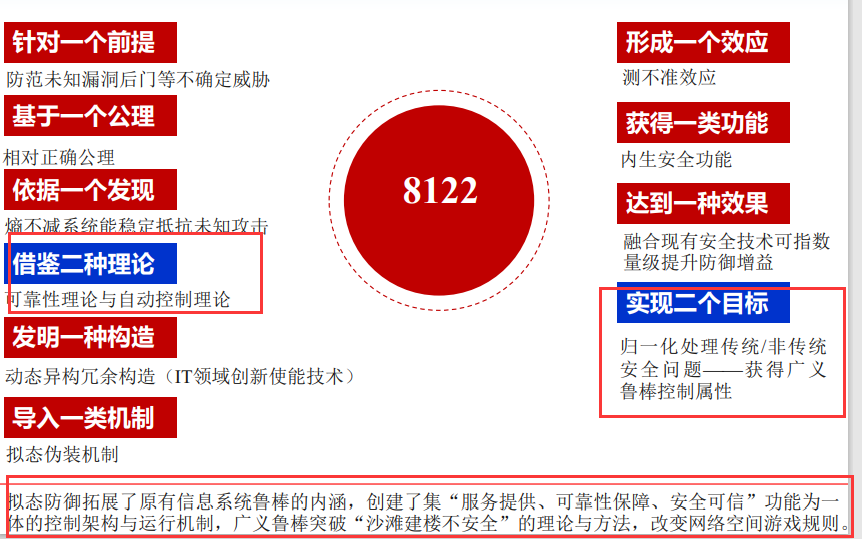 针对一个前提
防范未知漏洞后门等不确定威胁
基于一个公理
相对正确公理
依据一个发现
熵不减系统能稳定抵抗未知攻击
借鉴二种理论
可靠性理论与自动控制理论
发明一种构造
动态异构冗余构造（IT领域创新使能技术）
导入一类机制
拟态伪装机制
8122
形成一个效应
测不准效应
获得一类功能
内生安全功能
达到一种效果
融合现有安全技术可指数
量级提升防御增益
实现二个目标
归一化处理传统/非传统
安全问题——获得广义
鲁棒控制属性
拟态防御拓展了原有信息系统鲁棒的内涵，创建了集“服务提供、可靠性保障、安全可信”功能为一
体的控制架构与运行机制，广义鲁棒突破“沙滩建楼不安全”的理论与方法，改变网络空间游戏规则。